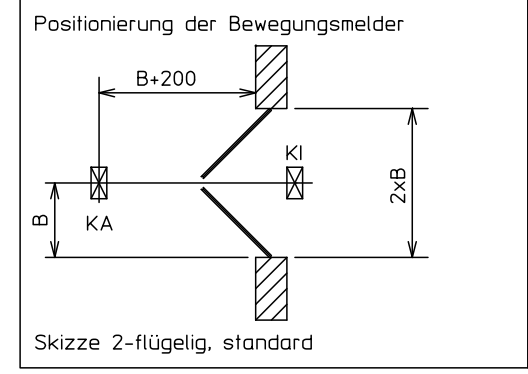 Positionierung der Bewegungsmelder
B+200
KI
2xB
B
KA
Skizze 2-flügelig, standard